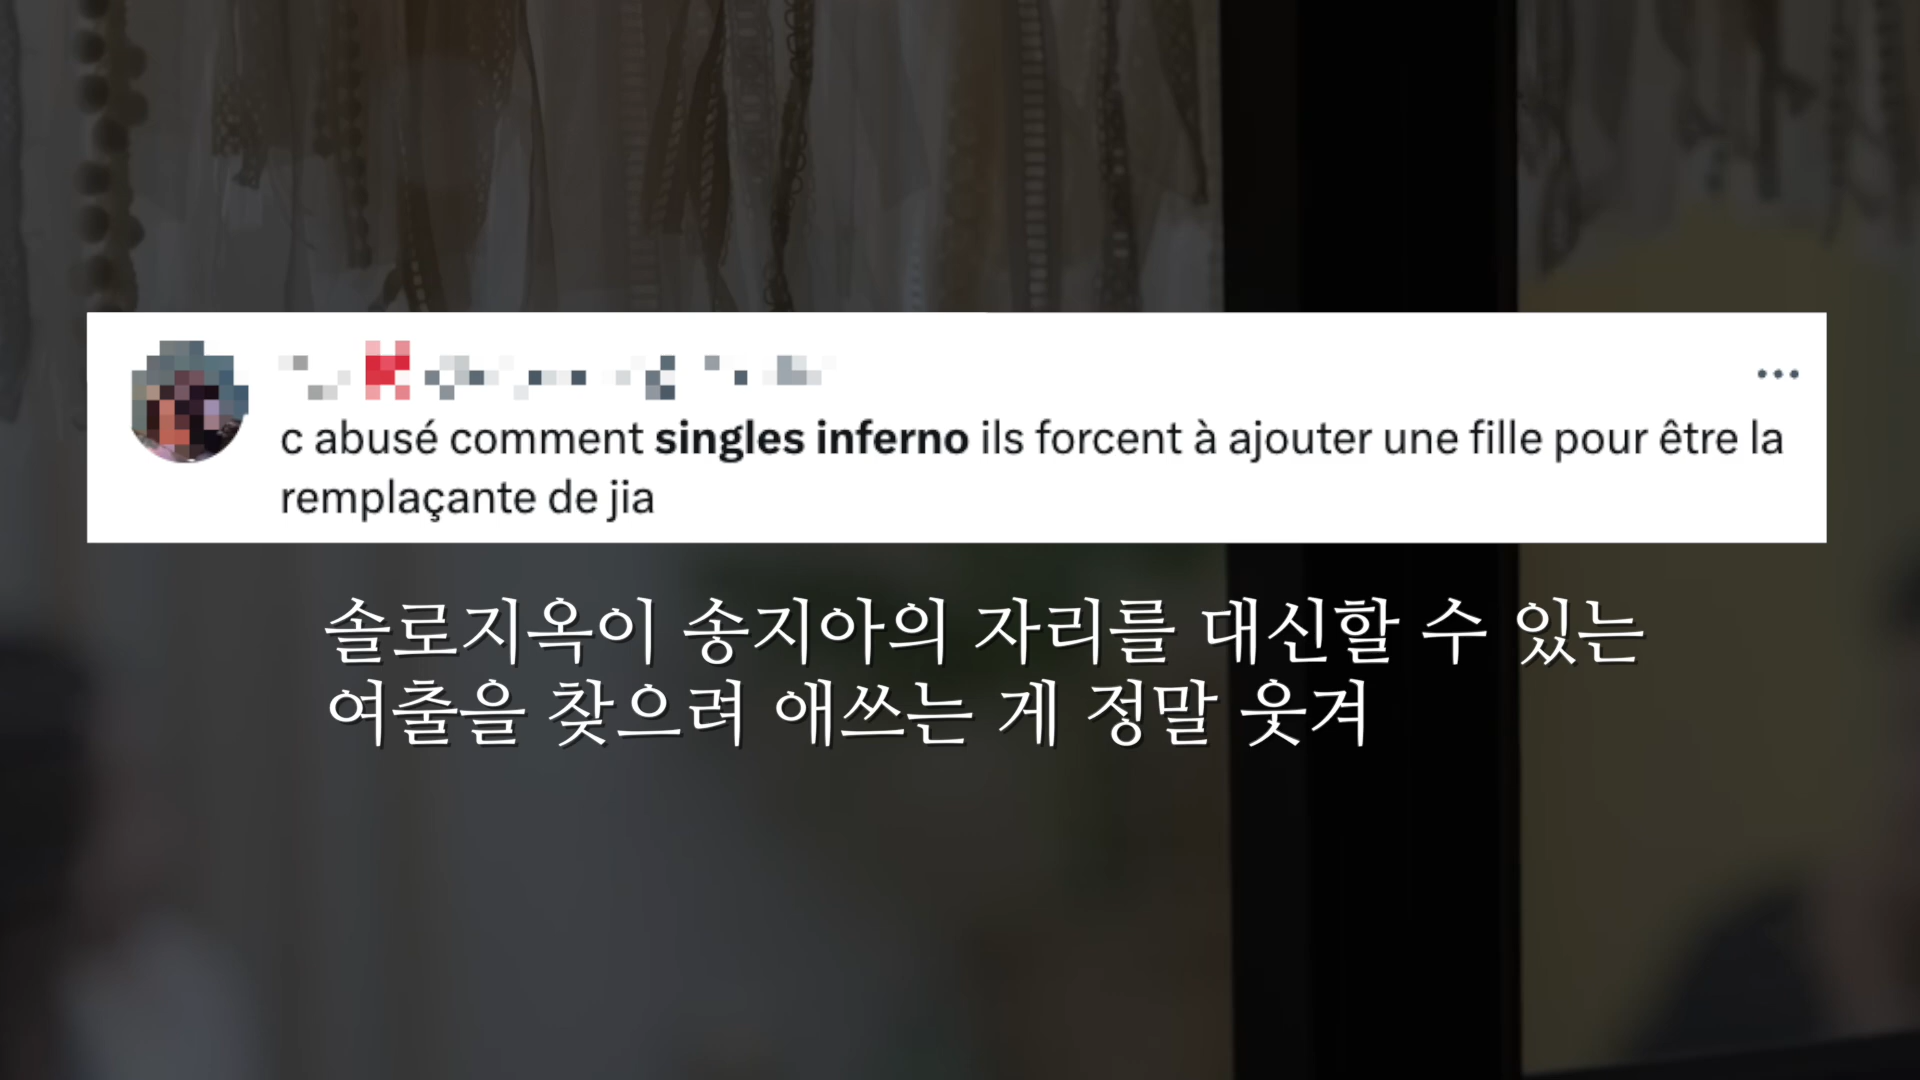 c abusé comment singles inferno ils forcent à ajouter une fille pour être la
remplaçante de jia
솔로지옥이 송지아의 자리를 대신할 수 있는
여출을 찾으려 애쓰는 게 정말 웃겨